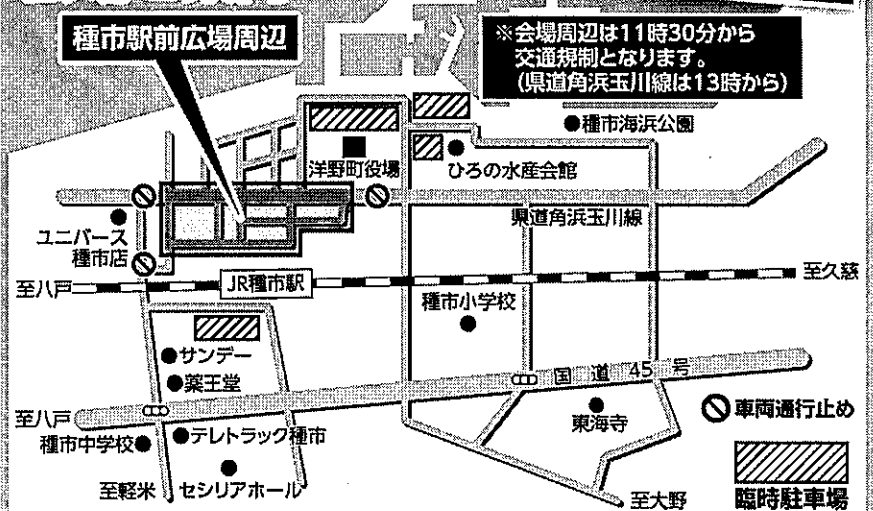 種市駅前広場周辺
※会場周辺は11時30分から
交通規制となります。
(県道角浜玉川線は13時から)
種市海浜公園
洋野町役場
ひろの水産会館
県道角浜玉川線
ユニバース
種市店
至八戸
JR種市駅
至久慈
種市小学校
サンデー
薬王堂
国道45号
至八戸
種市中学校
テレトラック種市
東海寺
車両通行止め
至軽米
セシリアホール
至大野
臨時駐車場